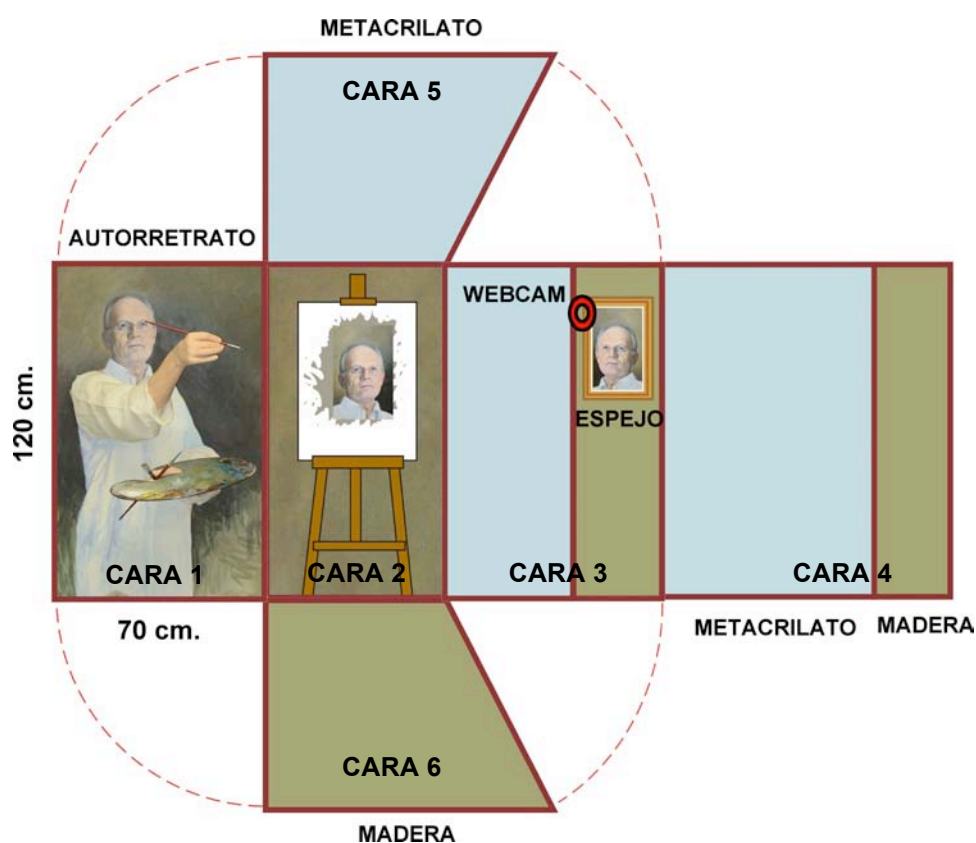 METACRILATO
CARA 5
AUTORRETRATO
WEBCAM
ESPEJO
120 cm.
CARA 1
CARA 2
CARA 3
CARA 4
70 cm.
METACRILATO
MADERA
CARA 6
MADERA